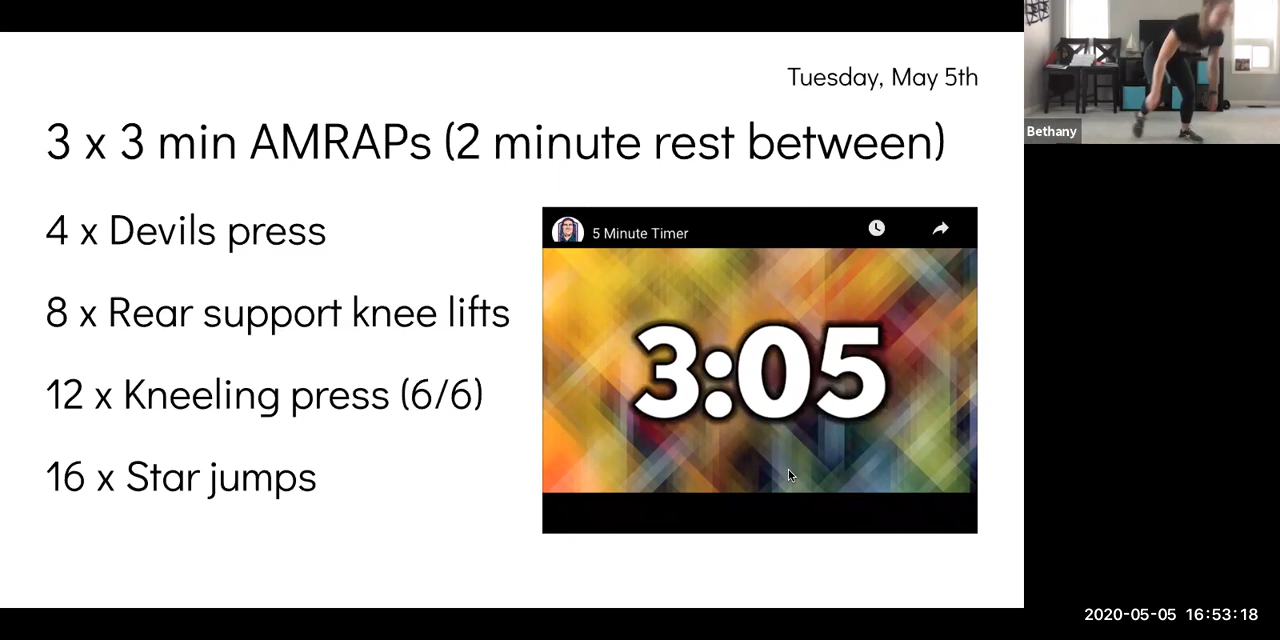 Tuesday, May 5th
3 x 3 min AMRAPs (2 minute rest between)
4 x Devils press
8 x Rear support knee lifts
12 x Kneeling press (6/6)
16 x Star jumps
5 Minute Timer
3:05
Bethany
2020-05-05 16:53:18